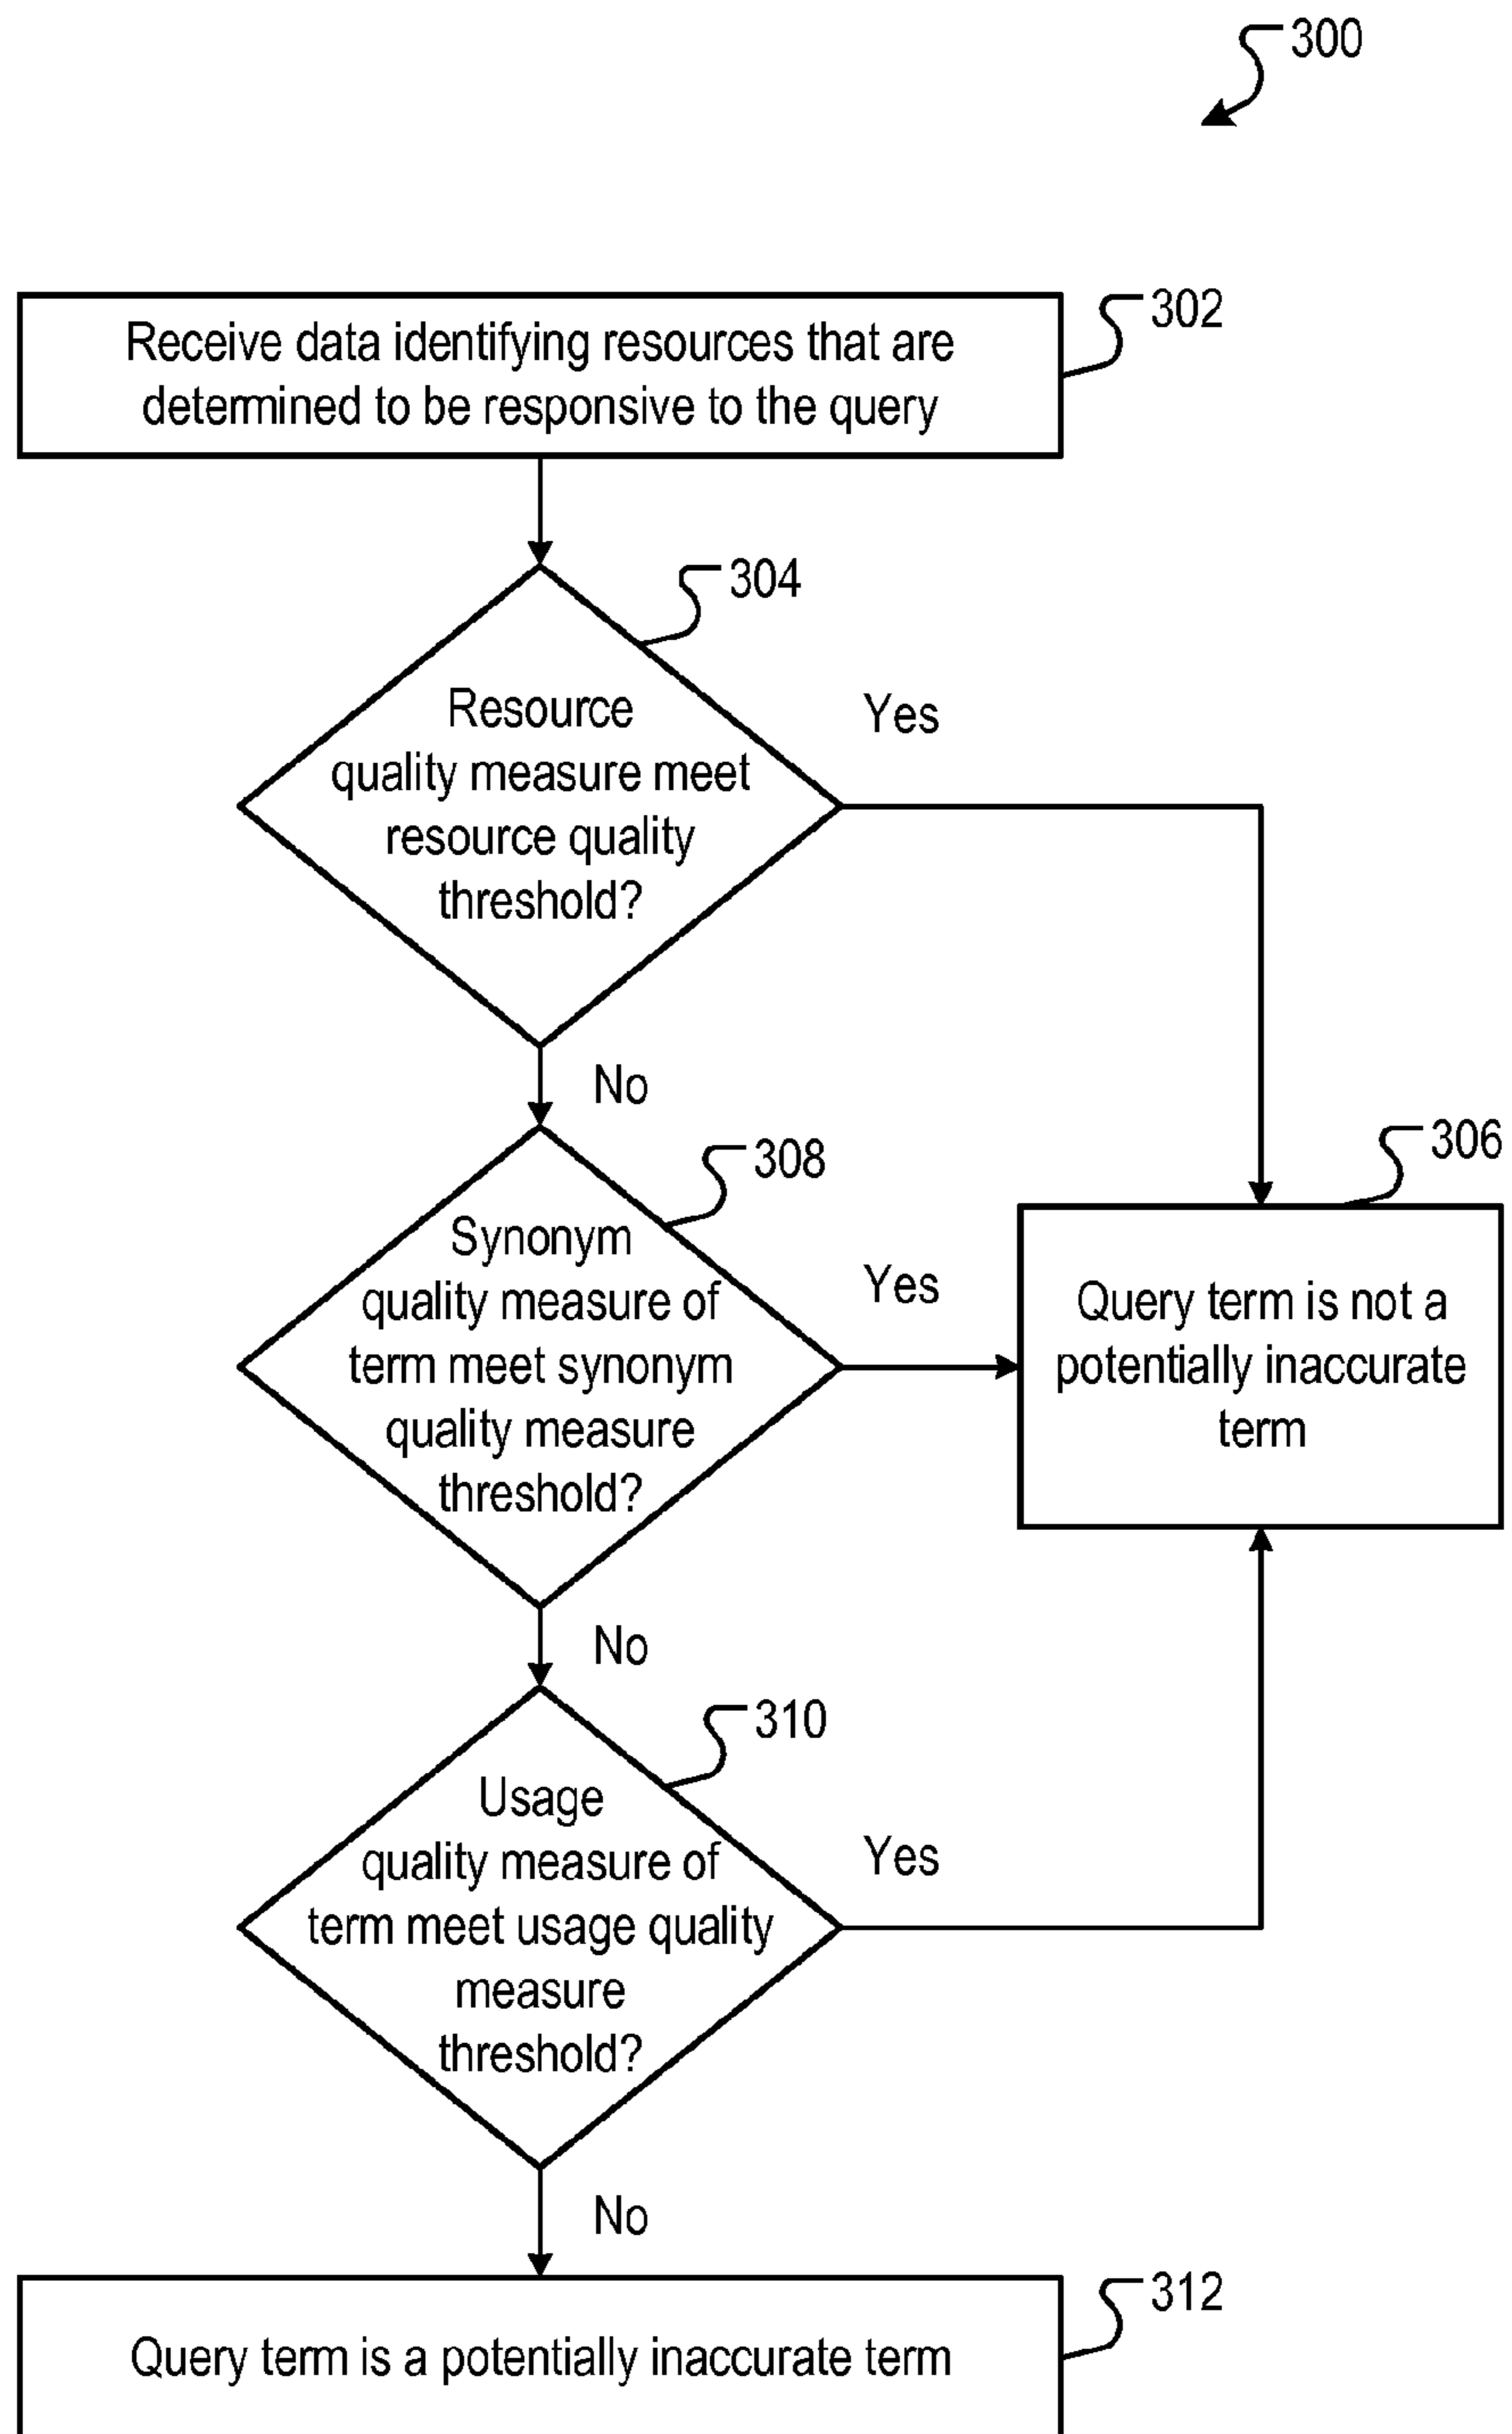 300
302
Receive data identifying resources that are
determined to be responsive to the query
304
Resource
quality measure meet
resource quality
threshold?
Yes
No
308
306
Synonym
quality measure of
term meet synonym
quality measure
threshold?
Yes
Query term is not a
potentially inaccurate
term
No
310
Usage
quality measure of
term meet usage quality
measure
threshold?
Yes
No
312
Query term is a potentially inaccurate term